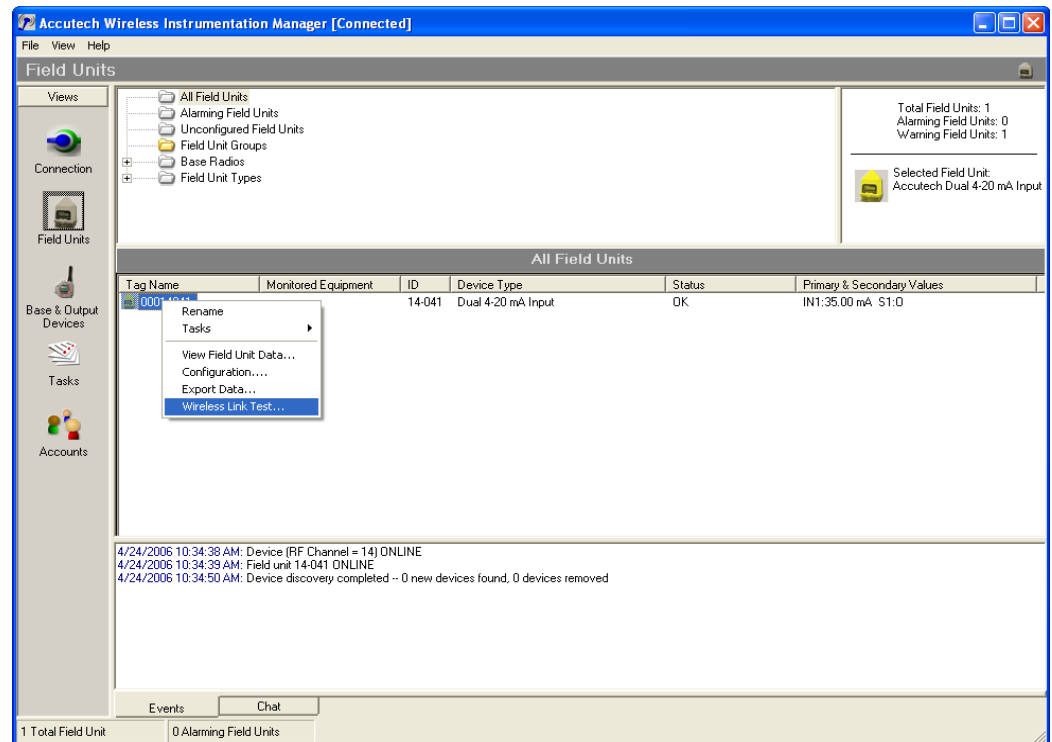 Accutech Wireless Instrumentation Manager [Connected]
File View Help
Field Units
Views
Connection
Field Units
Base & Output
Devices
Tasks
Accounts
All Field Units
Alarming Field Units
Unconfigured Field Units
Field Unit Groups
Base Radios
Field Unit Types
Total Field Units: 1
Alarming Field Units: 0
Warning Field Units: 1
Selected Field Unit:
Accutech Dual 4-20 mA Input
All Field Units
Tag Name Monitored Equipment ID Device Type Status Primary & Secondary Values
14-041 Dual 4-20 mA Input OK IN1:35.00 mA S1:O
Rename
Tasks
View Field Unit Data...
Configuration....
Export Data...
Wireless Link Test...
4/24/2006 10:34:38 AM: Device (RF Channel = 14) ONLINE
4/24/2006 10:34:39 AM: Field unit 14-041 ONLINE
4/24/2006 10:34:50 AM: Device discovery completed -- 0 new devices found, 0 devices removed
Events Chat
1 Total Field Unit 0 Alarming Field Units